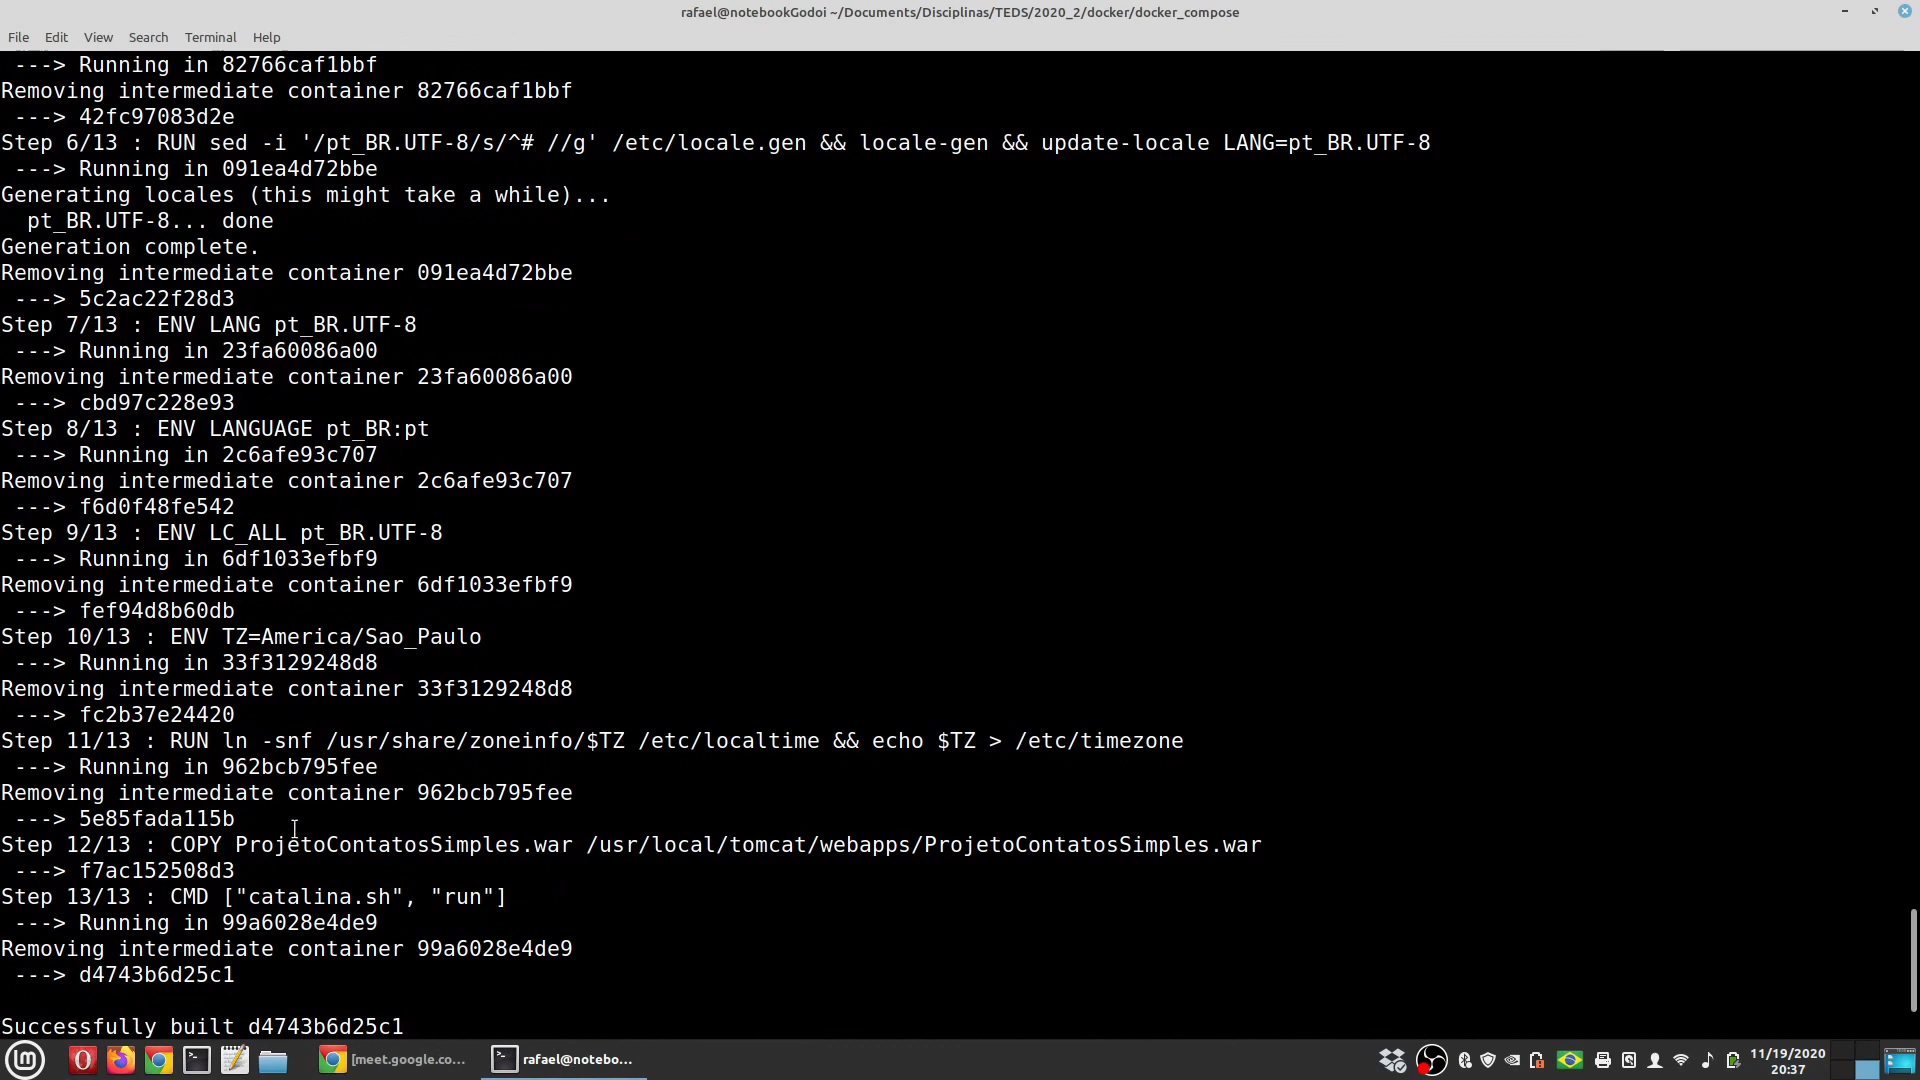 rafael@notebookGodoi ~/Documents/Disciplinas/TEDS/2020_2/docker/docker_compose
File Edit View Search Terminal Help
 ---> Running in 82766caf1bbf
Removing intermediate container 82766caf1bbf
 ---> 42fc97083d2e
Step 6/13 : RUN sed -i '/pt_BR.UTF-8/s/^# //g' /etc/locale.gen && locale-gen && update-locale LANG=pt_BR.UTF-8
 ---> Running in 091ea4d72bbe
Generating locales (this might take a while)...
  pt_BR.UTF-8... done
Generation complete.
Removing intermediate container 091ea4d72bbe
 ---> 5c2ac22f28d3
Step 7/13 : ENV LANG pt_BR.UTF-8
 ---> Running in 23fa60086a00
Removing intermediate container 23fa60086a00
 ---> cbd97c228e93
Step 8/13 : ENV LANGUAGE pt_BR:pt
 ---> Running in 2c6afe93c707
Removing intermediate container 2c6afe93c707
 ---> f6d0f48fe542
Step 9/13 : ENV LC_ALL pt_BR.UTF-8
 ---> Running in 6df1033efbf9
Removing intermediate container 6df1033efbf9
 ---> fef94d8b60db
Step 10/13 : ENV TZ=America/Sao_Paulo
 ---> Running in 33f3129248d8
Removing intermediate container 33f3129248d8
 ---> fc2b37e24420
Step 11/13 : RUN ln -snf /usr/share/zoneinfo/$TZ /etc/localtime && echo $TZ > /etc/timezone
 ---> Running in 962bcb795fee
Removing intermediate container 962bcb795fee
 ---> 5e85fada115b
Step 12/13 : COPY ProjetoContatosSimples.war /usr/local/tomcat/webapps/ProjetoContatosSimples.war
 ---> f7ac152508d3
Step 13/13 : CMD ["catalina.sh", "run"]
 ---> Running in 99a6028e4de9
Removing intermediate container 99a6028e4de9
 ---> d4743b6d25c1
Successfully built d4743b6d25c1
[meet.google.co... rafael@notebo... 11/19/2020
20:37